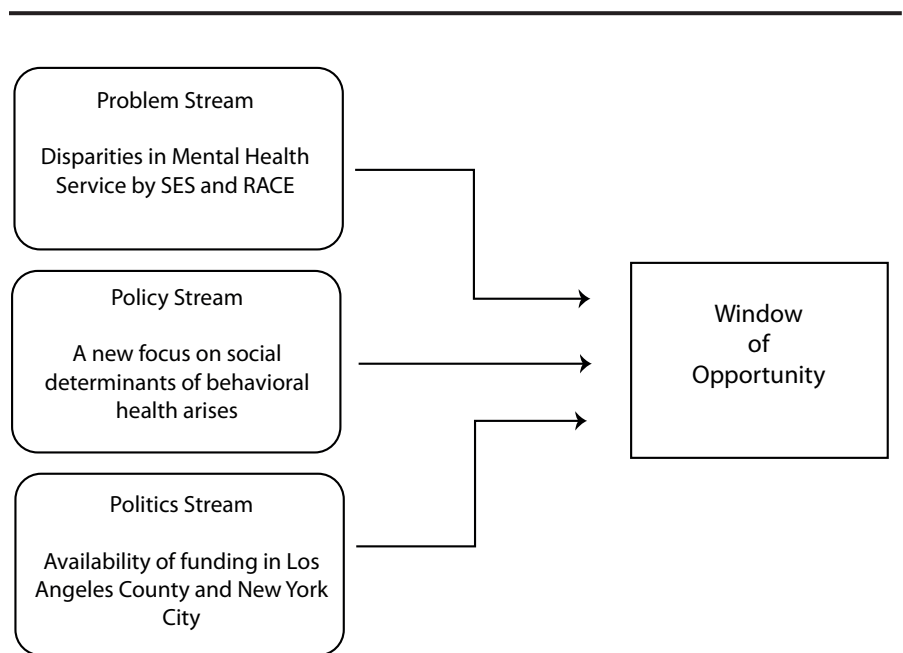 Problem Stream
Disparities in Mental Health
Service by SES and RACE
Policy Stream
A new focus on social
determinants of behavioral
health arises
Politics Stream
Availability of funding in Los
Angeles County and New York
City
Window
of
Opportunity